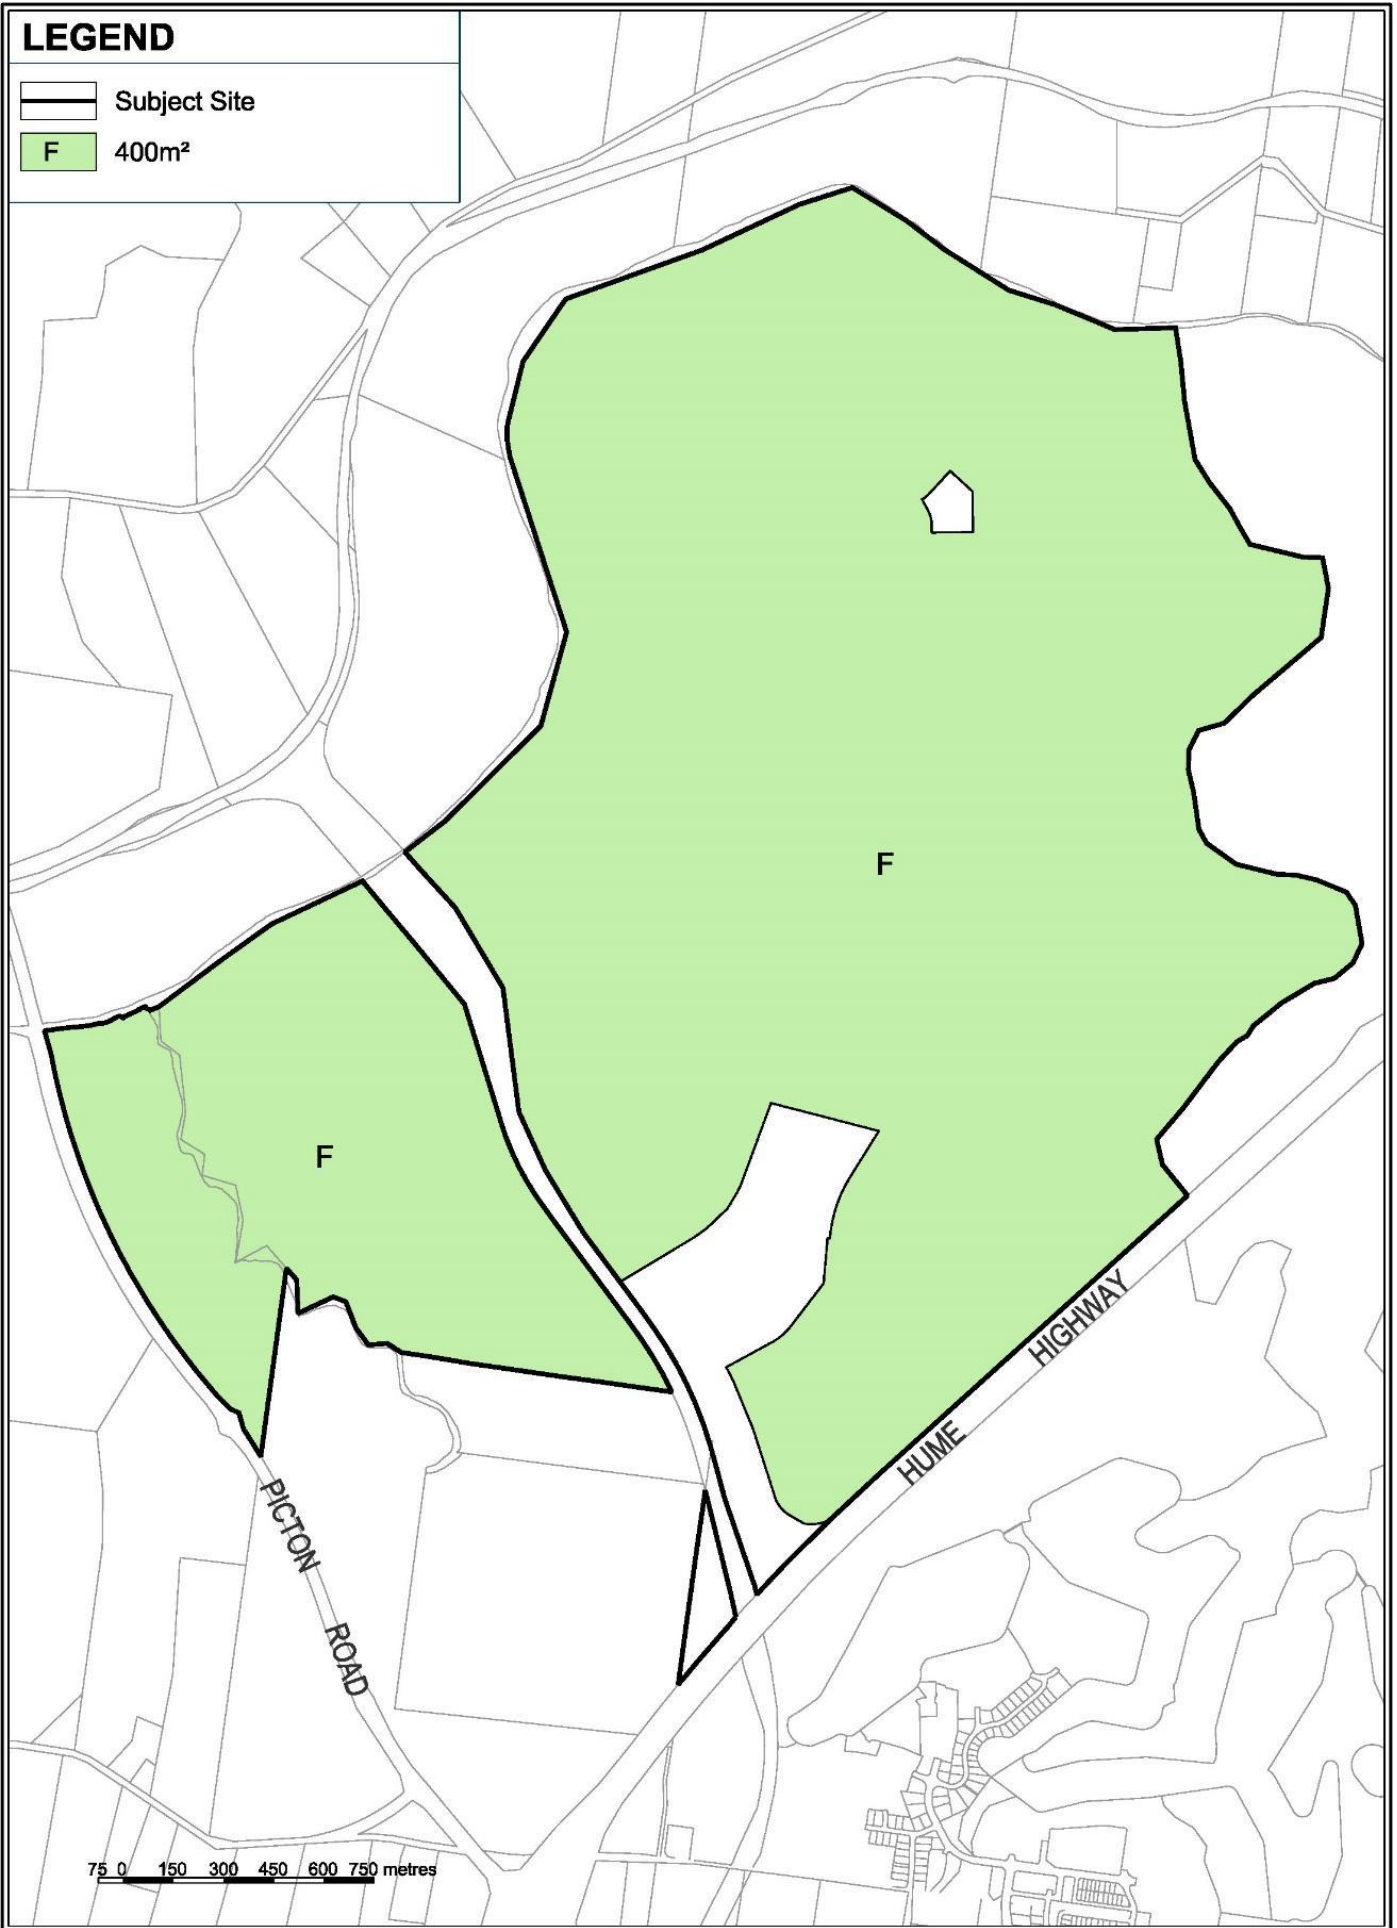 LEGEND
Subject Site
F 400m²
F
F
HUME HIGHWAY
PICTON ROAD
75 0 150 300 450 600 750 metres